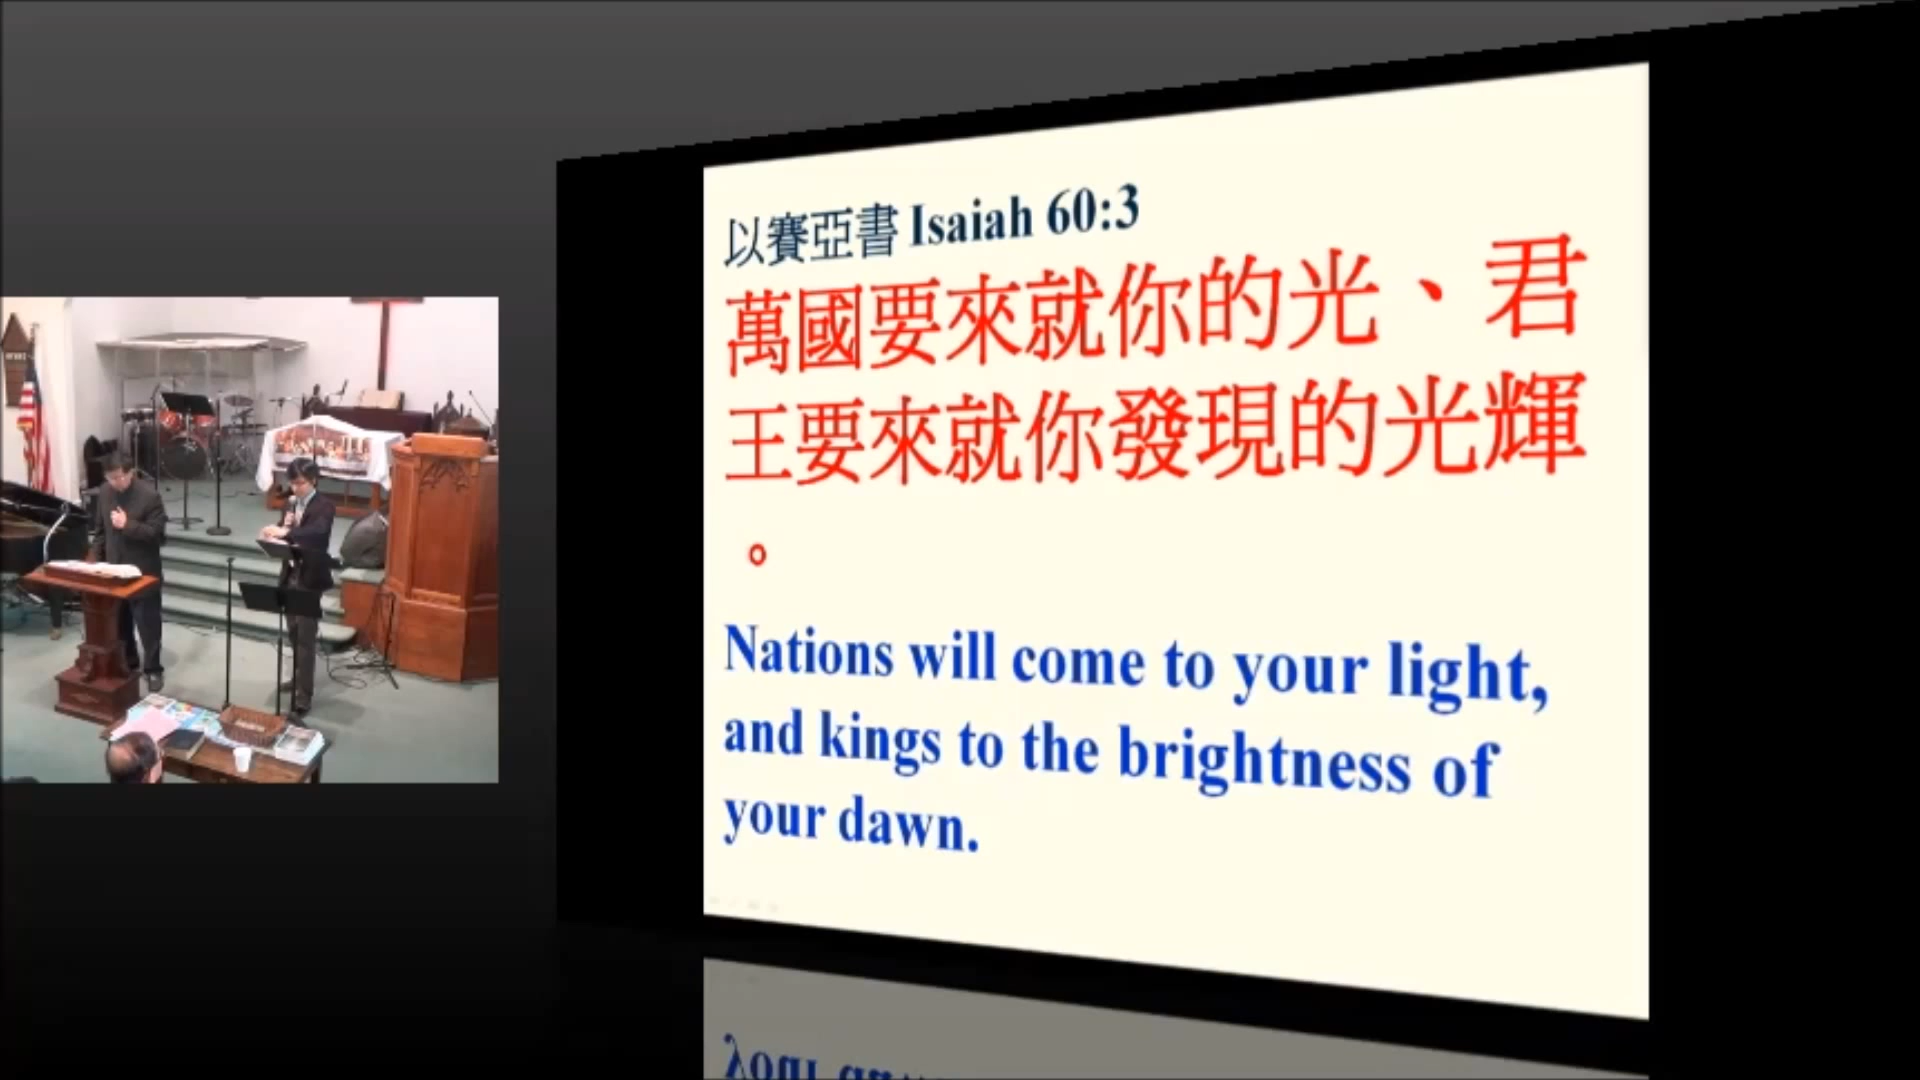 以賽亞書 Isaiah 60:3
萬國要來就你的光、君
王要來就你發現的光輝
。
Nations will come to your light,
and kings to the brightness of
your dawn.